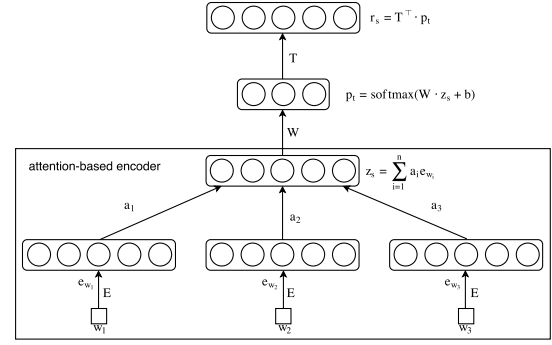 r_s = T^⊤ · p_t
T
p_t = softmax(W · z_s + b)
W
attention-based encoder
z_s = ∑_{i=1}^{n} a_i e_{w_i}
a_1 a_2 a_3
e_{w_1} E e_{w_2} E e_{w_3} E
w_1 w_2 w_3